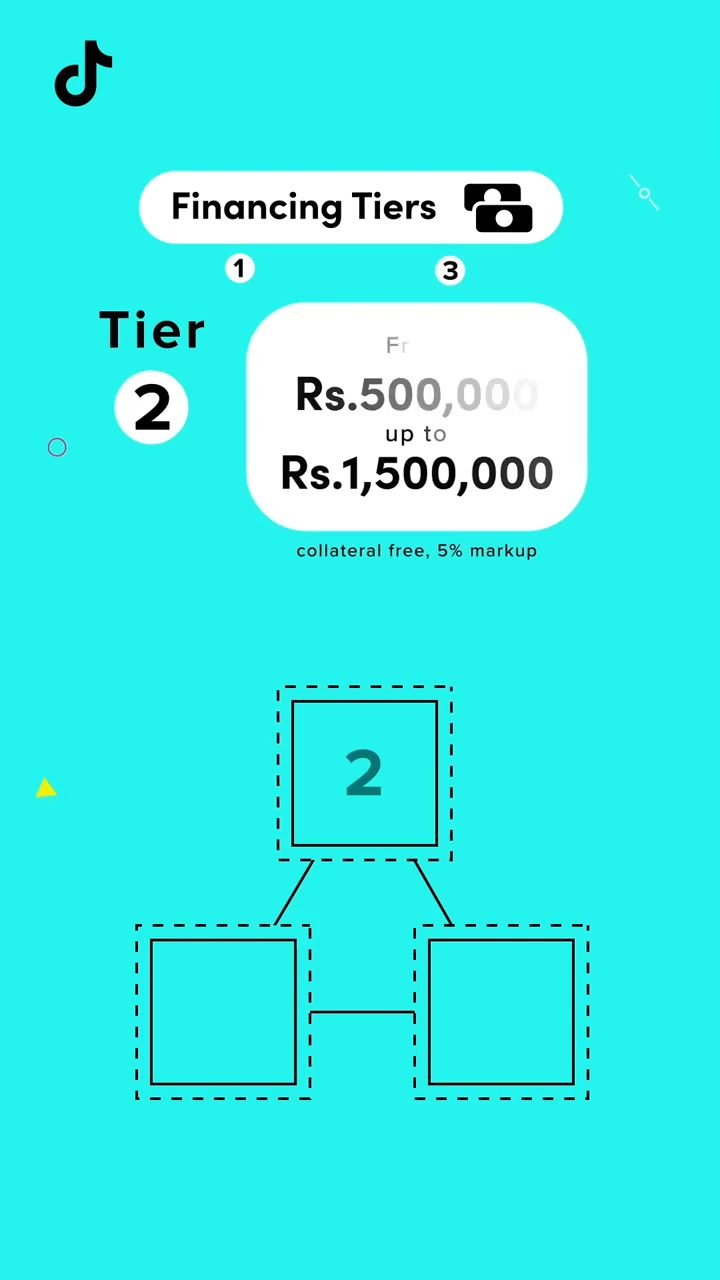 Financing Tiers
1
3
Tier
2
Fr
Rs.500,000
up to
Rs.1,500,000
collateral free, 5% markup
2